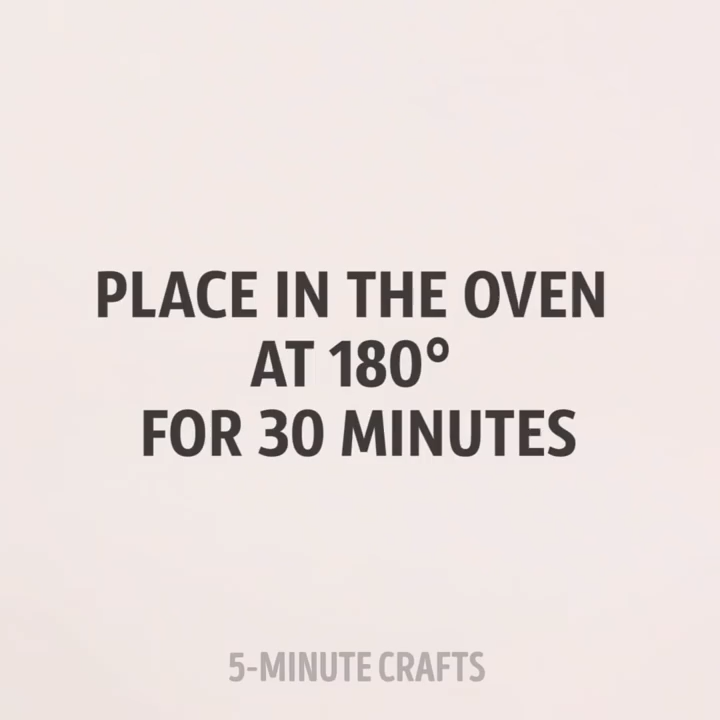 PLACE IN THE OVEN
AT 180°
FOR 30 MINUTES
5-MINUTE CRAFTS